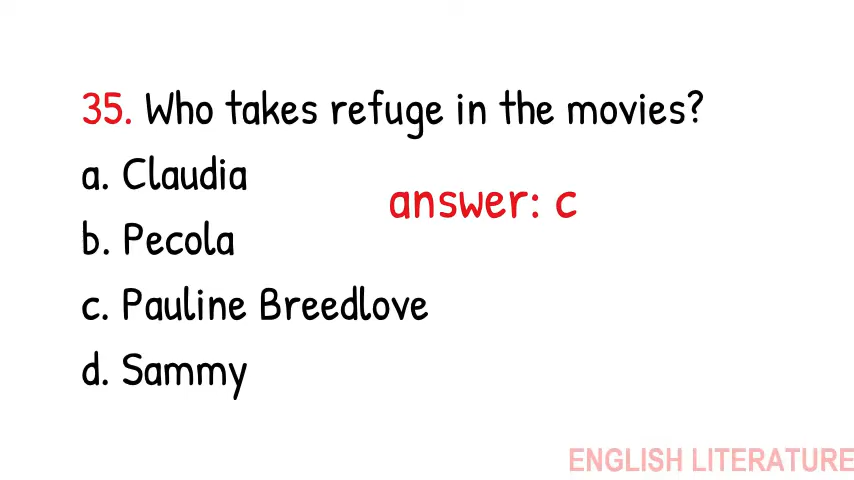 35. Who takes refuge in the movies?
a. Claudia
answer: c
b. Pecola
c. Pauline Breedlove
d. Sammy
ENGLISH LITERATURE